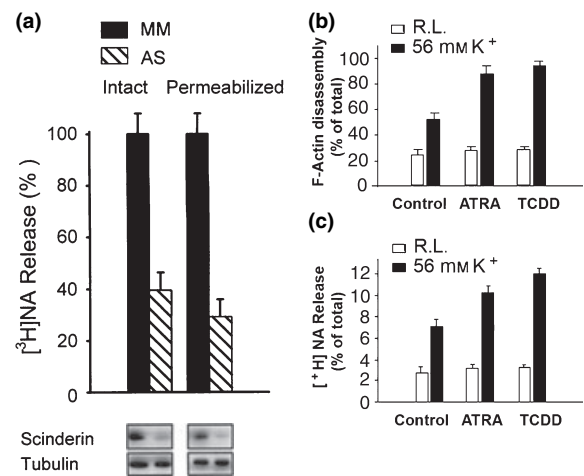 (a)
MM
AS
Intact Permeabilized
[³H]NA Release (%)
100
80
60
40
20
Scinderin
Tubulin
(b)
R.L.
56 mM K⁺
F-Actin disassembly
(% of total)
100
80
60
40
20
0
Control ATRA TCDD
(c)
R.L.
56 mM K⁺
[⁺H] NA Release
(% of total)
12
10
8
6
4
2
0
Control ATRA TCDD